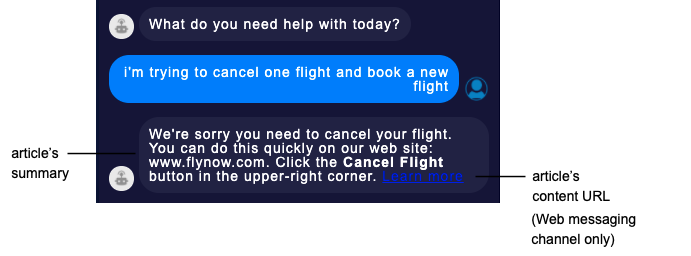 What do you need help with today?
i'm trying to cancel one flight and book a new
flight
We're sorry you need to cancel your flight.
You can do this quickly on our web site:
www.flynow.com. Click the Cancel Flight
button in the upper-right corner. Learn more
article's
summary
article's
content URL
(Web messaging
channel only)